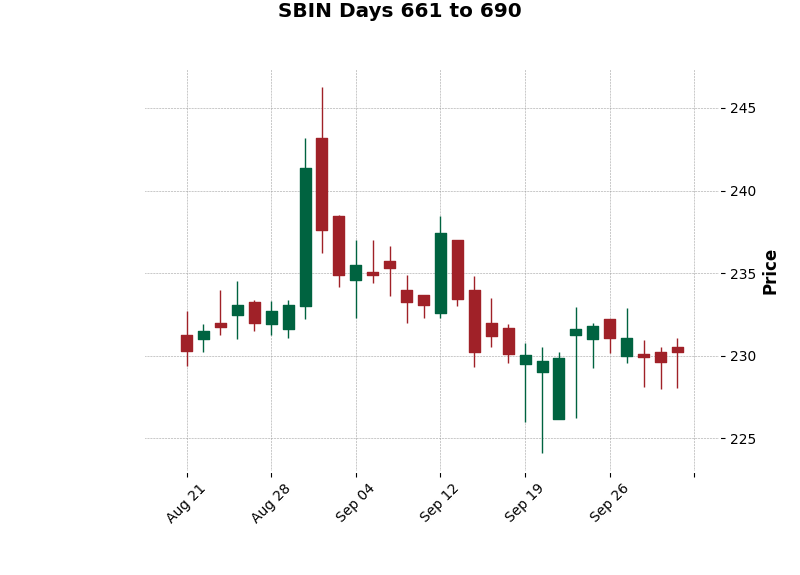 SBIN Days 661 to 690
245
240
235
230
225
Price
Aug 21
Aug 28
Sep 04
Sep 12
Sep 19
Sep 26